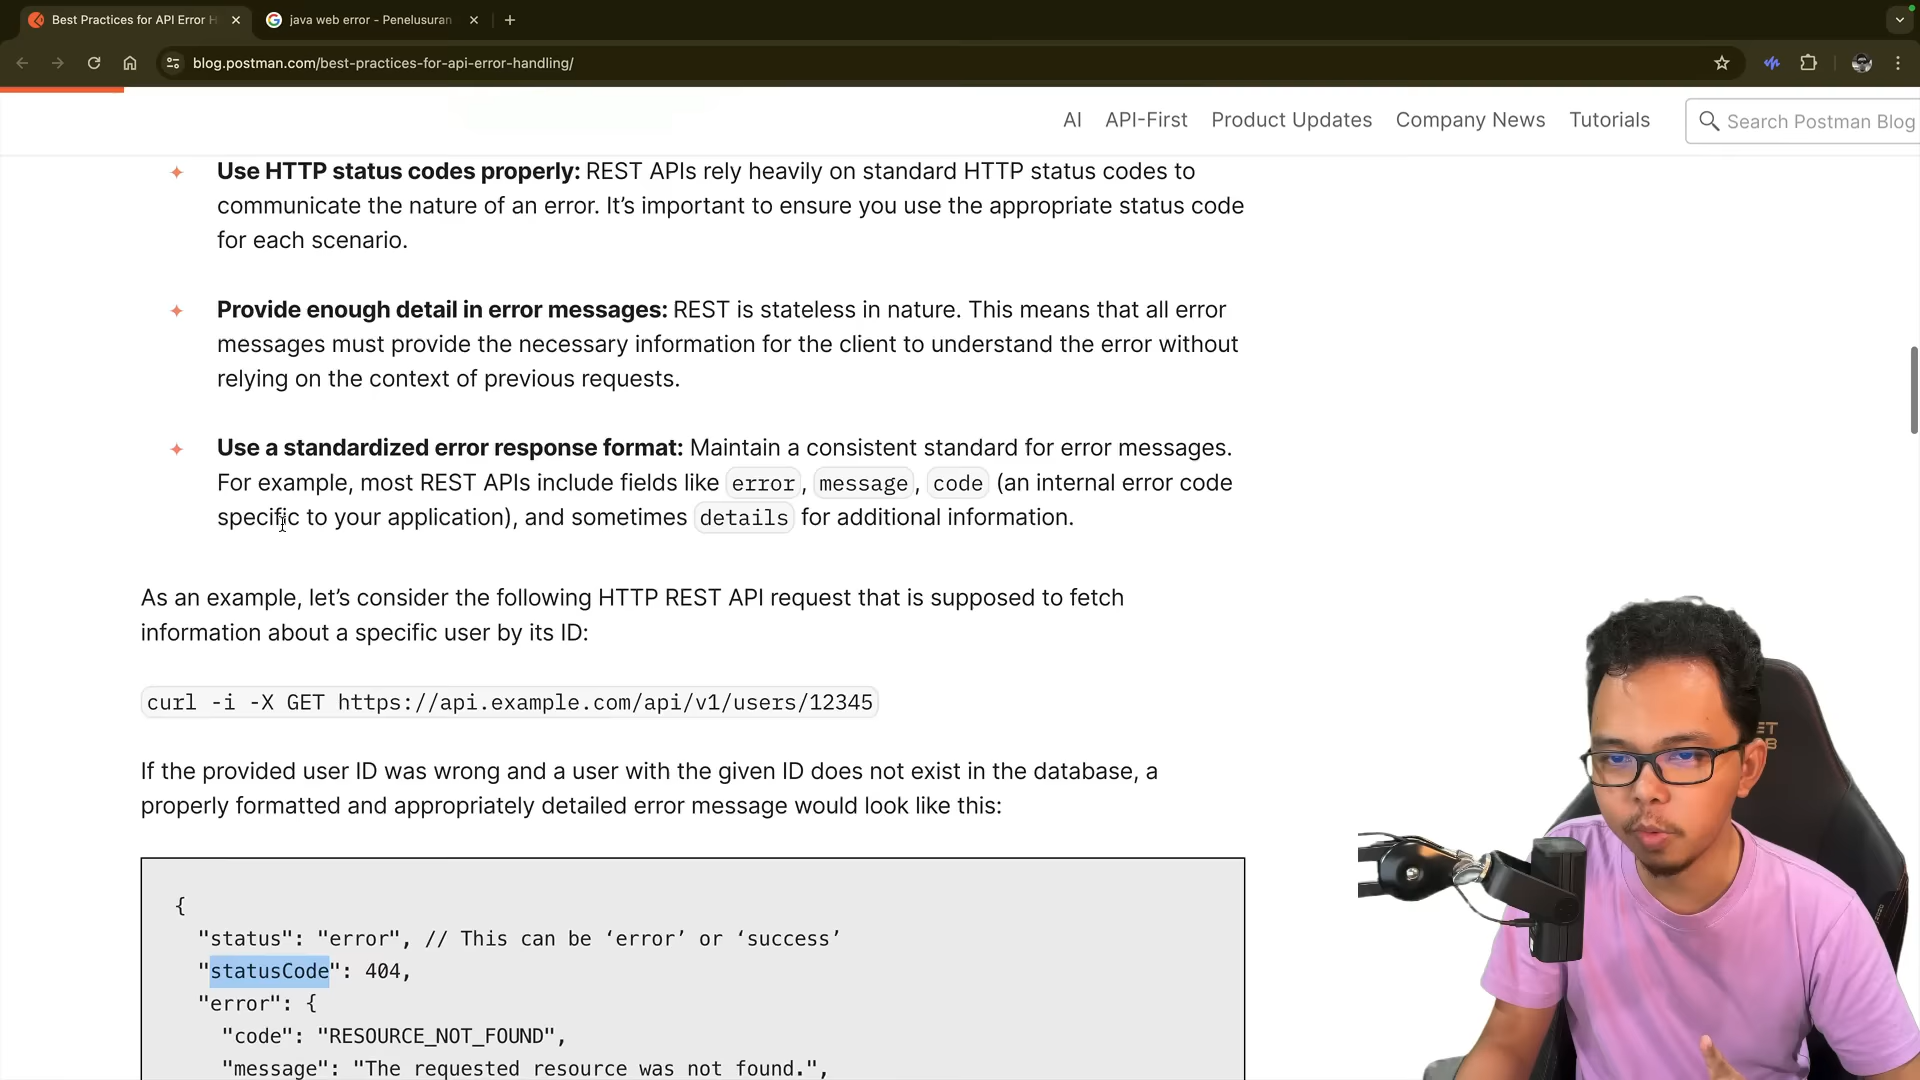 Best Practices for API Error H
java web error - Penelusuran
blog.postman.com/best-practices-for-api-error-handling/
AI API-First Product Updates Company News Tutorials Search Postman Blog
Use HTTP status codes properly: REST APIs rely heavily on standard HTTP status codes to
communicate the nature of an error. It’s important to ensure you use the appropriate status code
for each scenario.
Provide enough detail in error messages: REST is stateless in nature. This means that all error
messages must provide the necessary information for the client to understand the error without
relying on the context of previous requests.
Use a standardized error response format: Maintain a consistent standard for error messages.
For example, most REST APIs include fields like error, message, code (an internal error code
specific to your application), and sometimes details for additional information.
As an example, let’s consider the following HTTP REST API request that is supposed to fetch
information about a specific user by its ID:
curl -i -X GET https://api.example.com/api/v1/users/12345
If the provided user ID was wrong and a user with the given ID does not exist in the database, a
properly formatted and appropriately detailed error message would look like this:
{
"status": "error", // This can be ‘error’ or ‘success’
"statusCode": 404,
"error": {
"code": "RESOURCE_NOT_FOUND",
"message": "The requested resource was not found.",